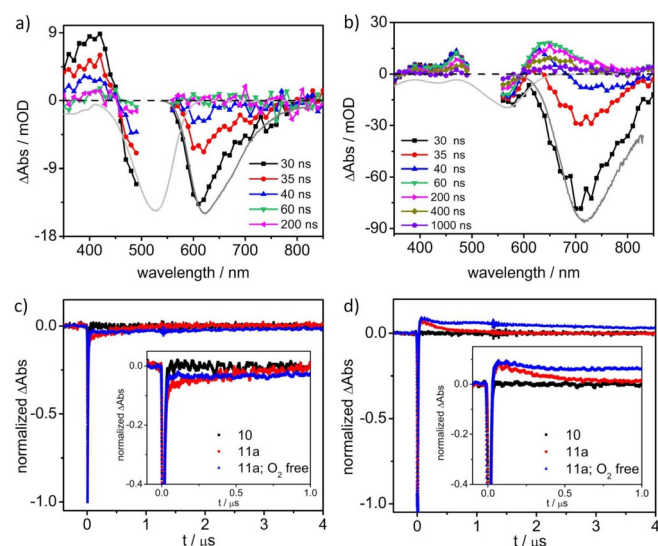 a)
b)
ΔAbs / mOD
9
0
-9
-18
400 500 600 700 800
wavelength / nm
30 ns
35 ns
40 ns
60 ns
200 ns
ΔAbs / mOD
30
0
-30
-60
-90
400 500 600 700 800
wavelength / nm
30 ns
35 ns
40 ns
60 ns
200 ns
400 ns
1000 ns
c)
d)
normalized ΔAbs
0.0
-0.5
-1.0
0 1 2 3 4
t / µs
normalized ΔAbs
0.0
-0.2
-0.4
0.0 0.5 1.0
t / µs
10
11a
11a; O2 free
normalized ΔAbs
0.0
-0.5
-1.0
0 1 2 3 4
t / µs
normalized ΔAbs
0.0
-0.2
-0.4
0.0 0.5 1.0
t / µs
10
11a
11a; O2 free